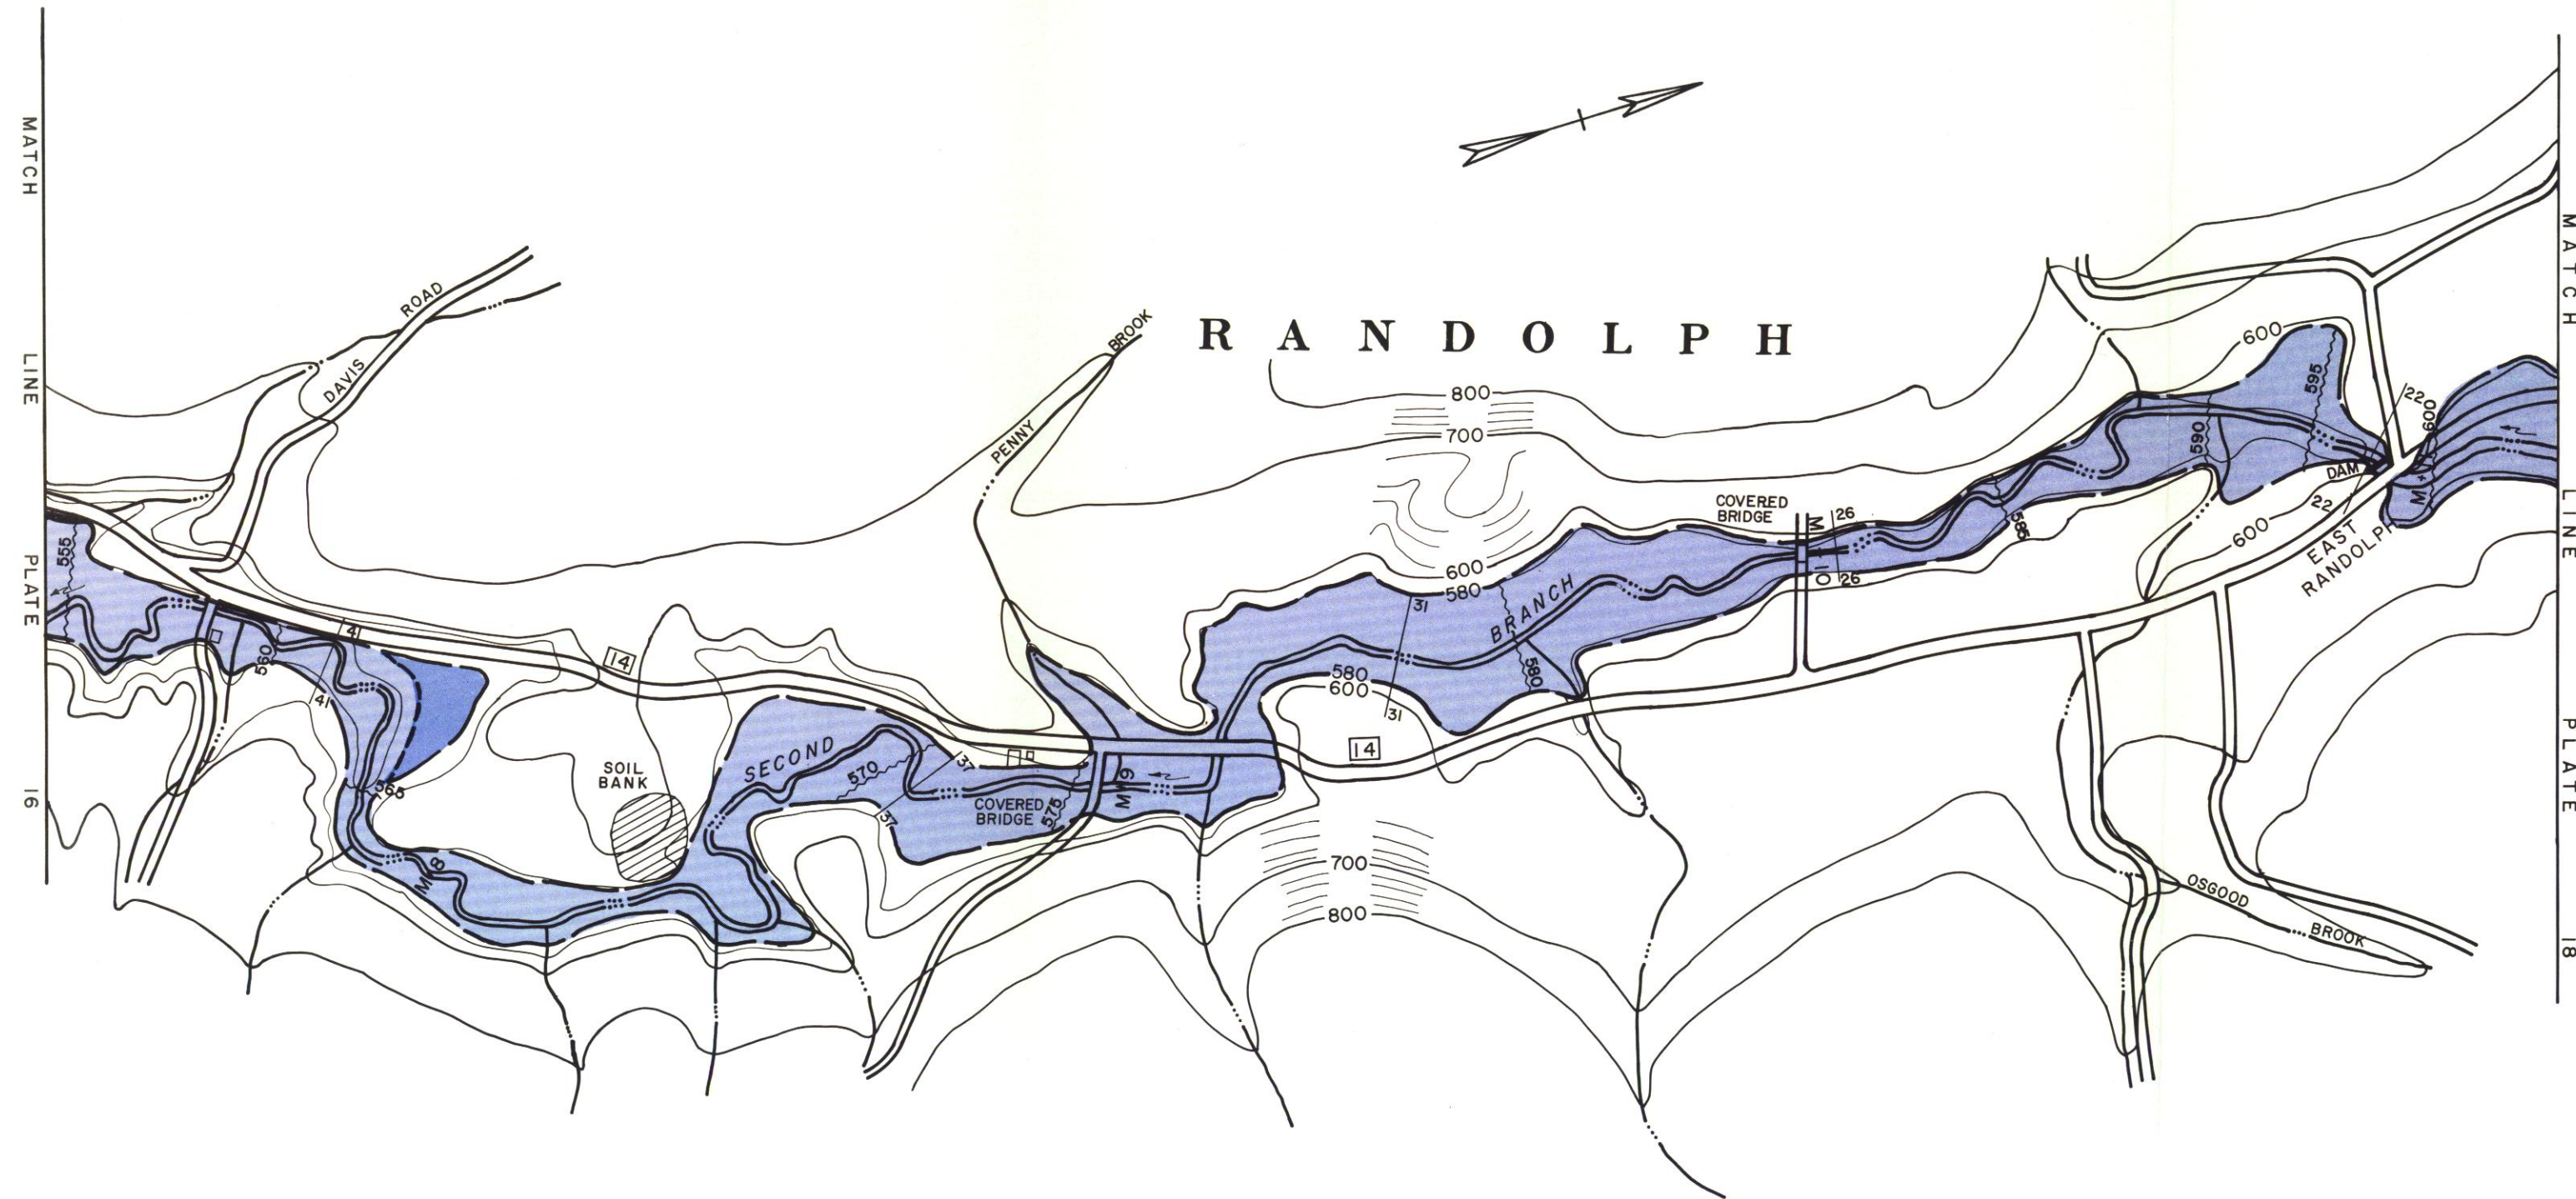 MATCH LINE PLATE 16
MATCH LINE PLATE 18
RANDOLPH
DAVIS ROAD
PENNY BROOK
800
700
600
580
COVERED
BRIDGE
26
26
M+10
600
595
590
585
220
600
22
DAM
M+11
600
EAST
RANDOLPH
555
560
41
41
14
565
SOIL
BANK
M+8
SECOND
570
37
37
COVERED
BRIDGE
575
M+9
BRANCH
31
580
580
600
31
14
700
800
OSGOOD BROOK